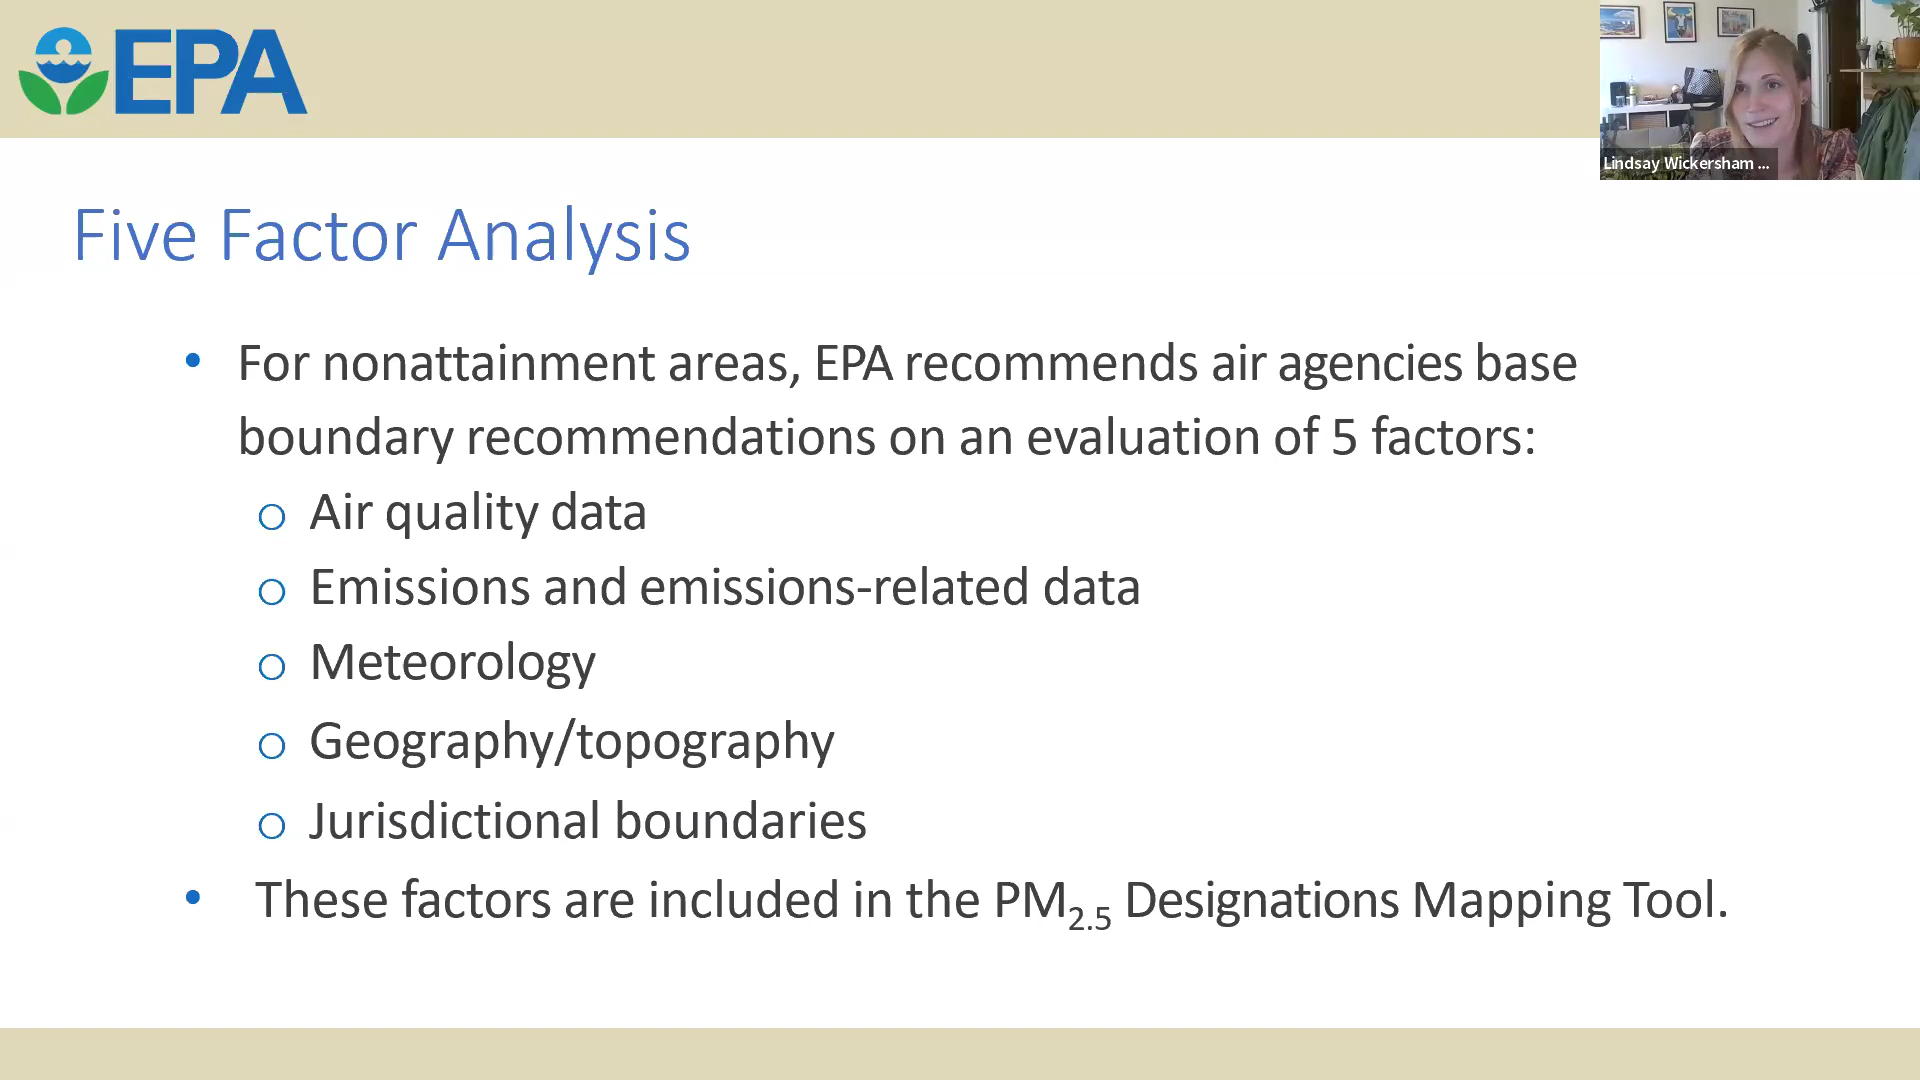 EPA
Lindsay Wickersham ...
Five Factor Analysis
• For nonattainment areas, EPA recommends air agencies base
boundary recommendations on an evaluation of 5 factors:
o Air quality data
o Emissions and emissions-related data
o Meteorology
o Geography/topography
o Jurisdictional boundaries
• These factors are included in the PM2.5 Designations Mapping Tool.